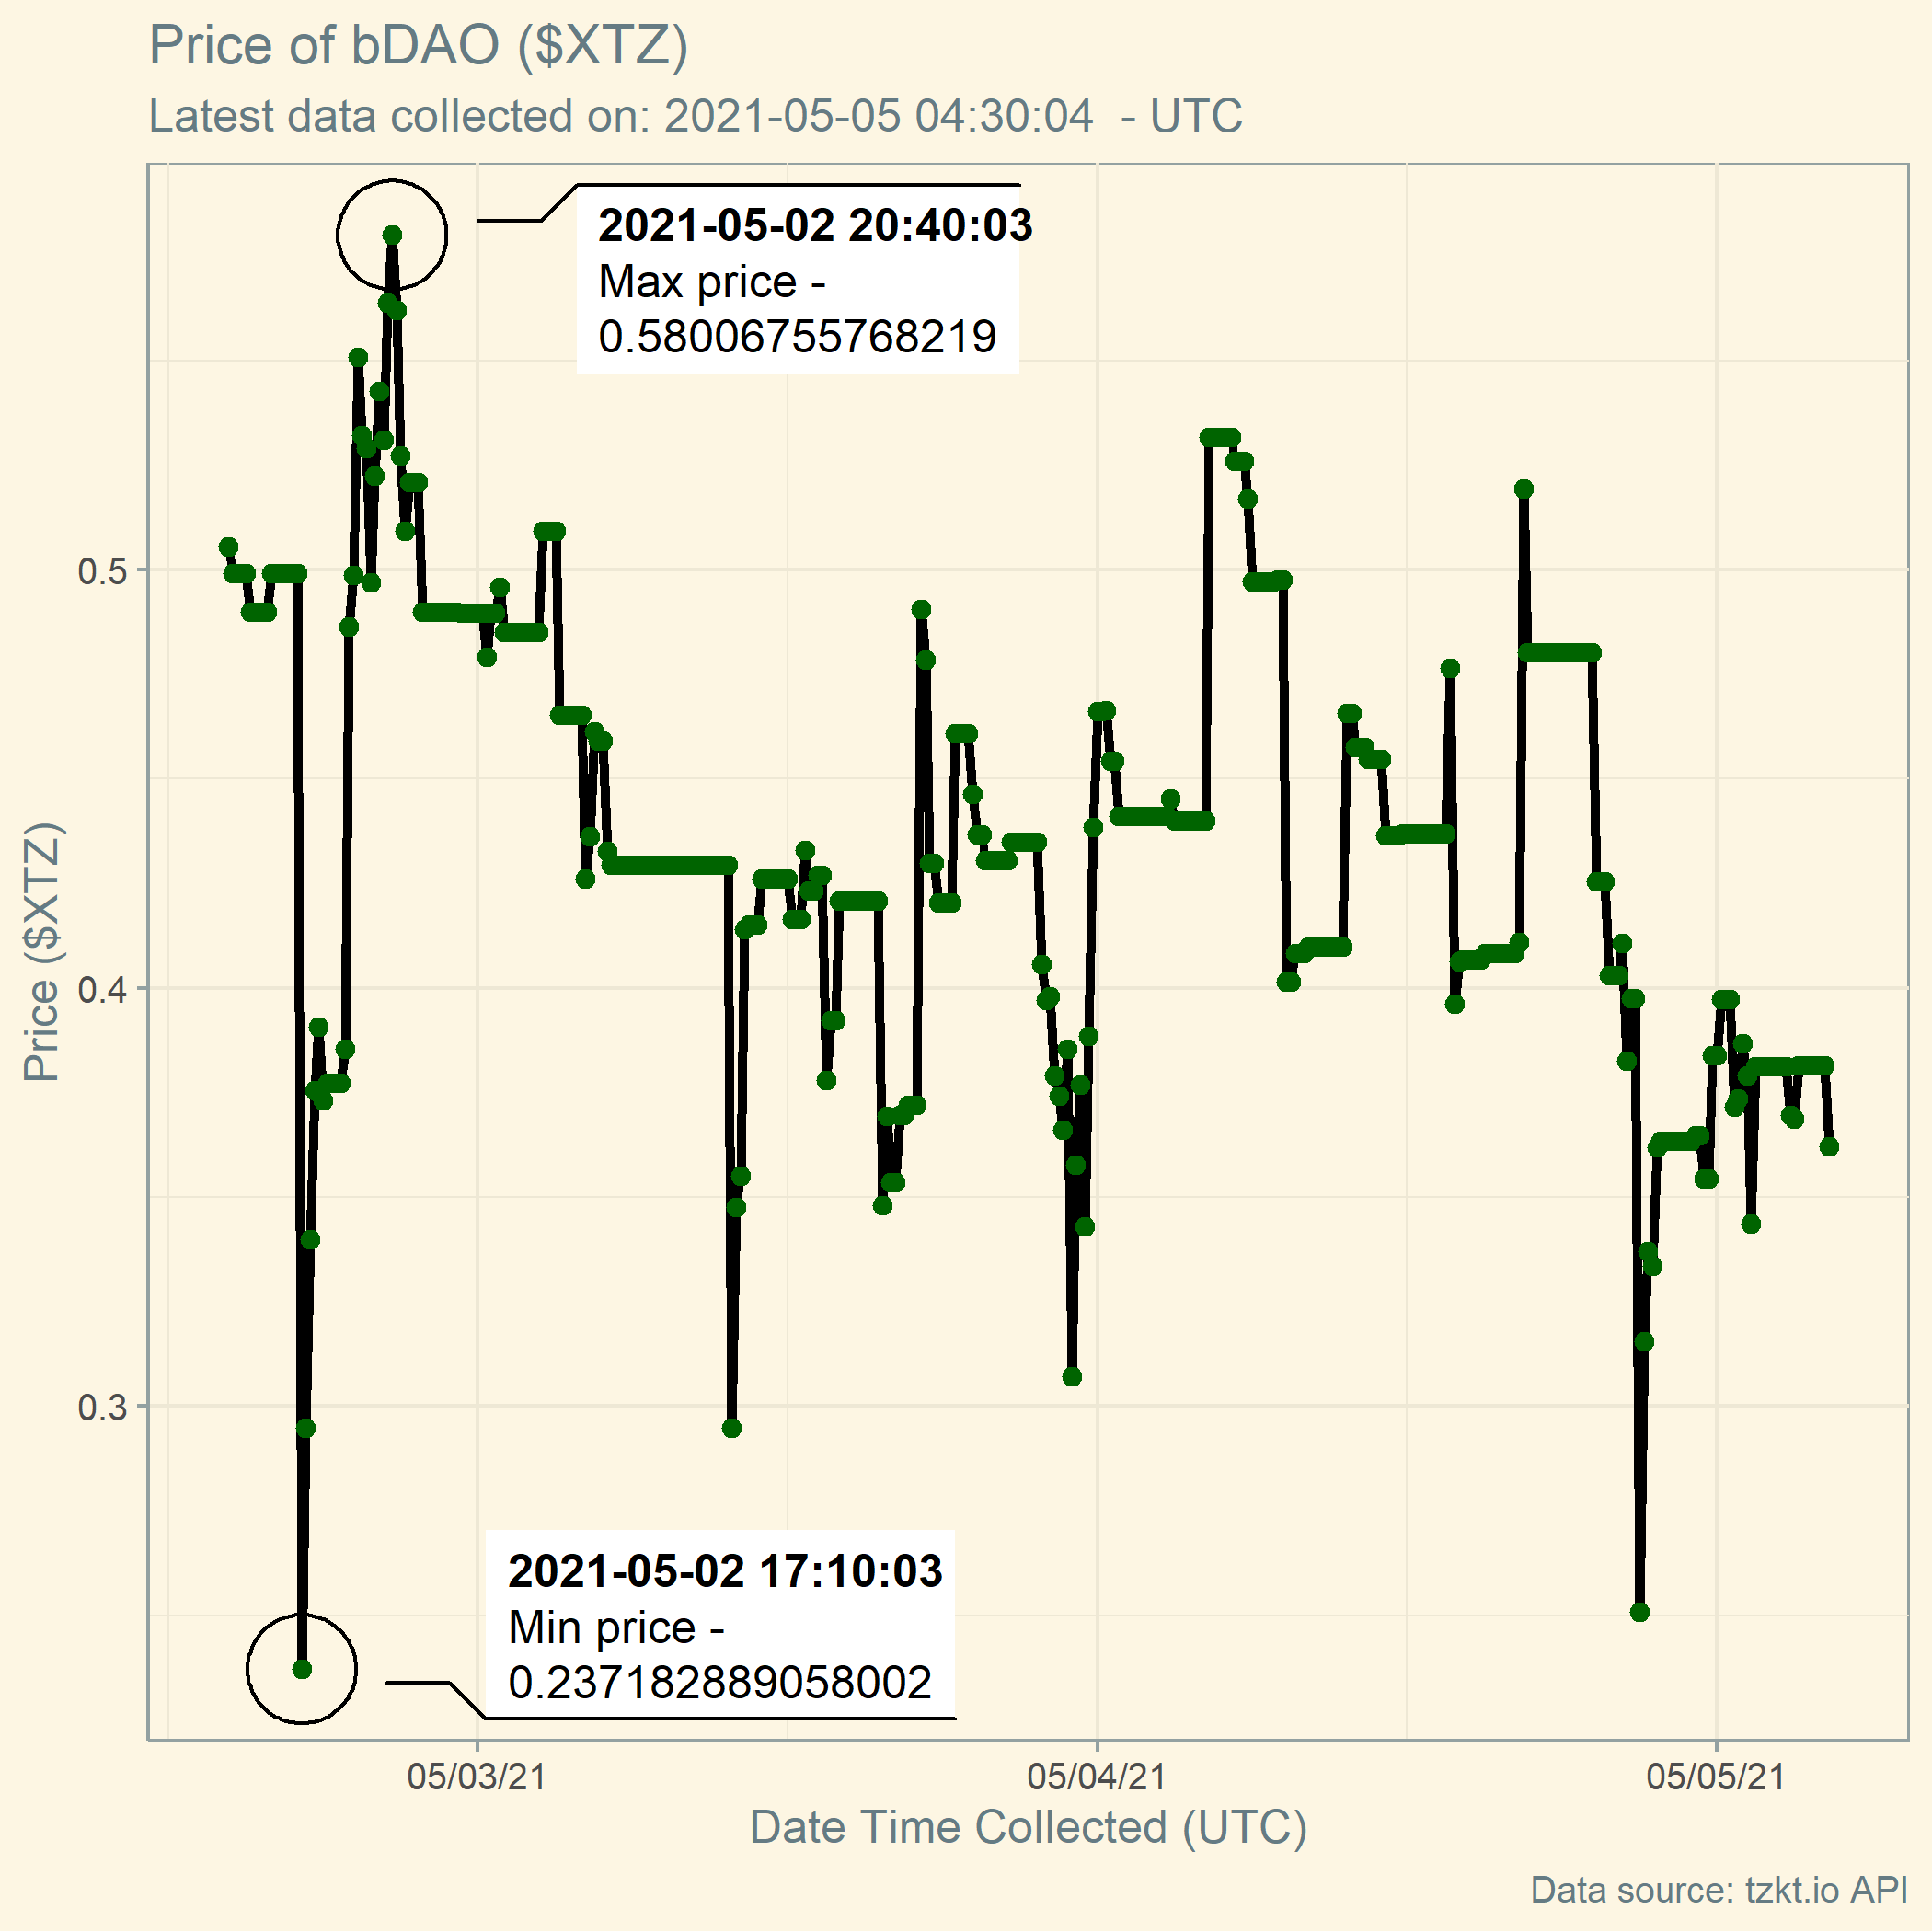 Price of bDAO ($XTZ)
Latest data collected on: 2021-05-05 04:30:04  - UTC
2021-05-02 20:40:03
Max price -
0.58006755768219
0.5
0.4
0.3
Price ($XTZ)
2021-05-02 17:10:03
Min price -
0.237182889058002
05/03/21
05/04/21
05/05/21
Date Time Collected (UTC)
Data source: tzkt.io API